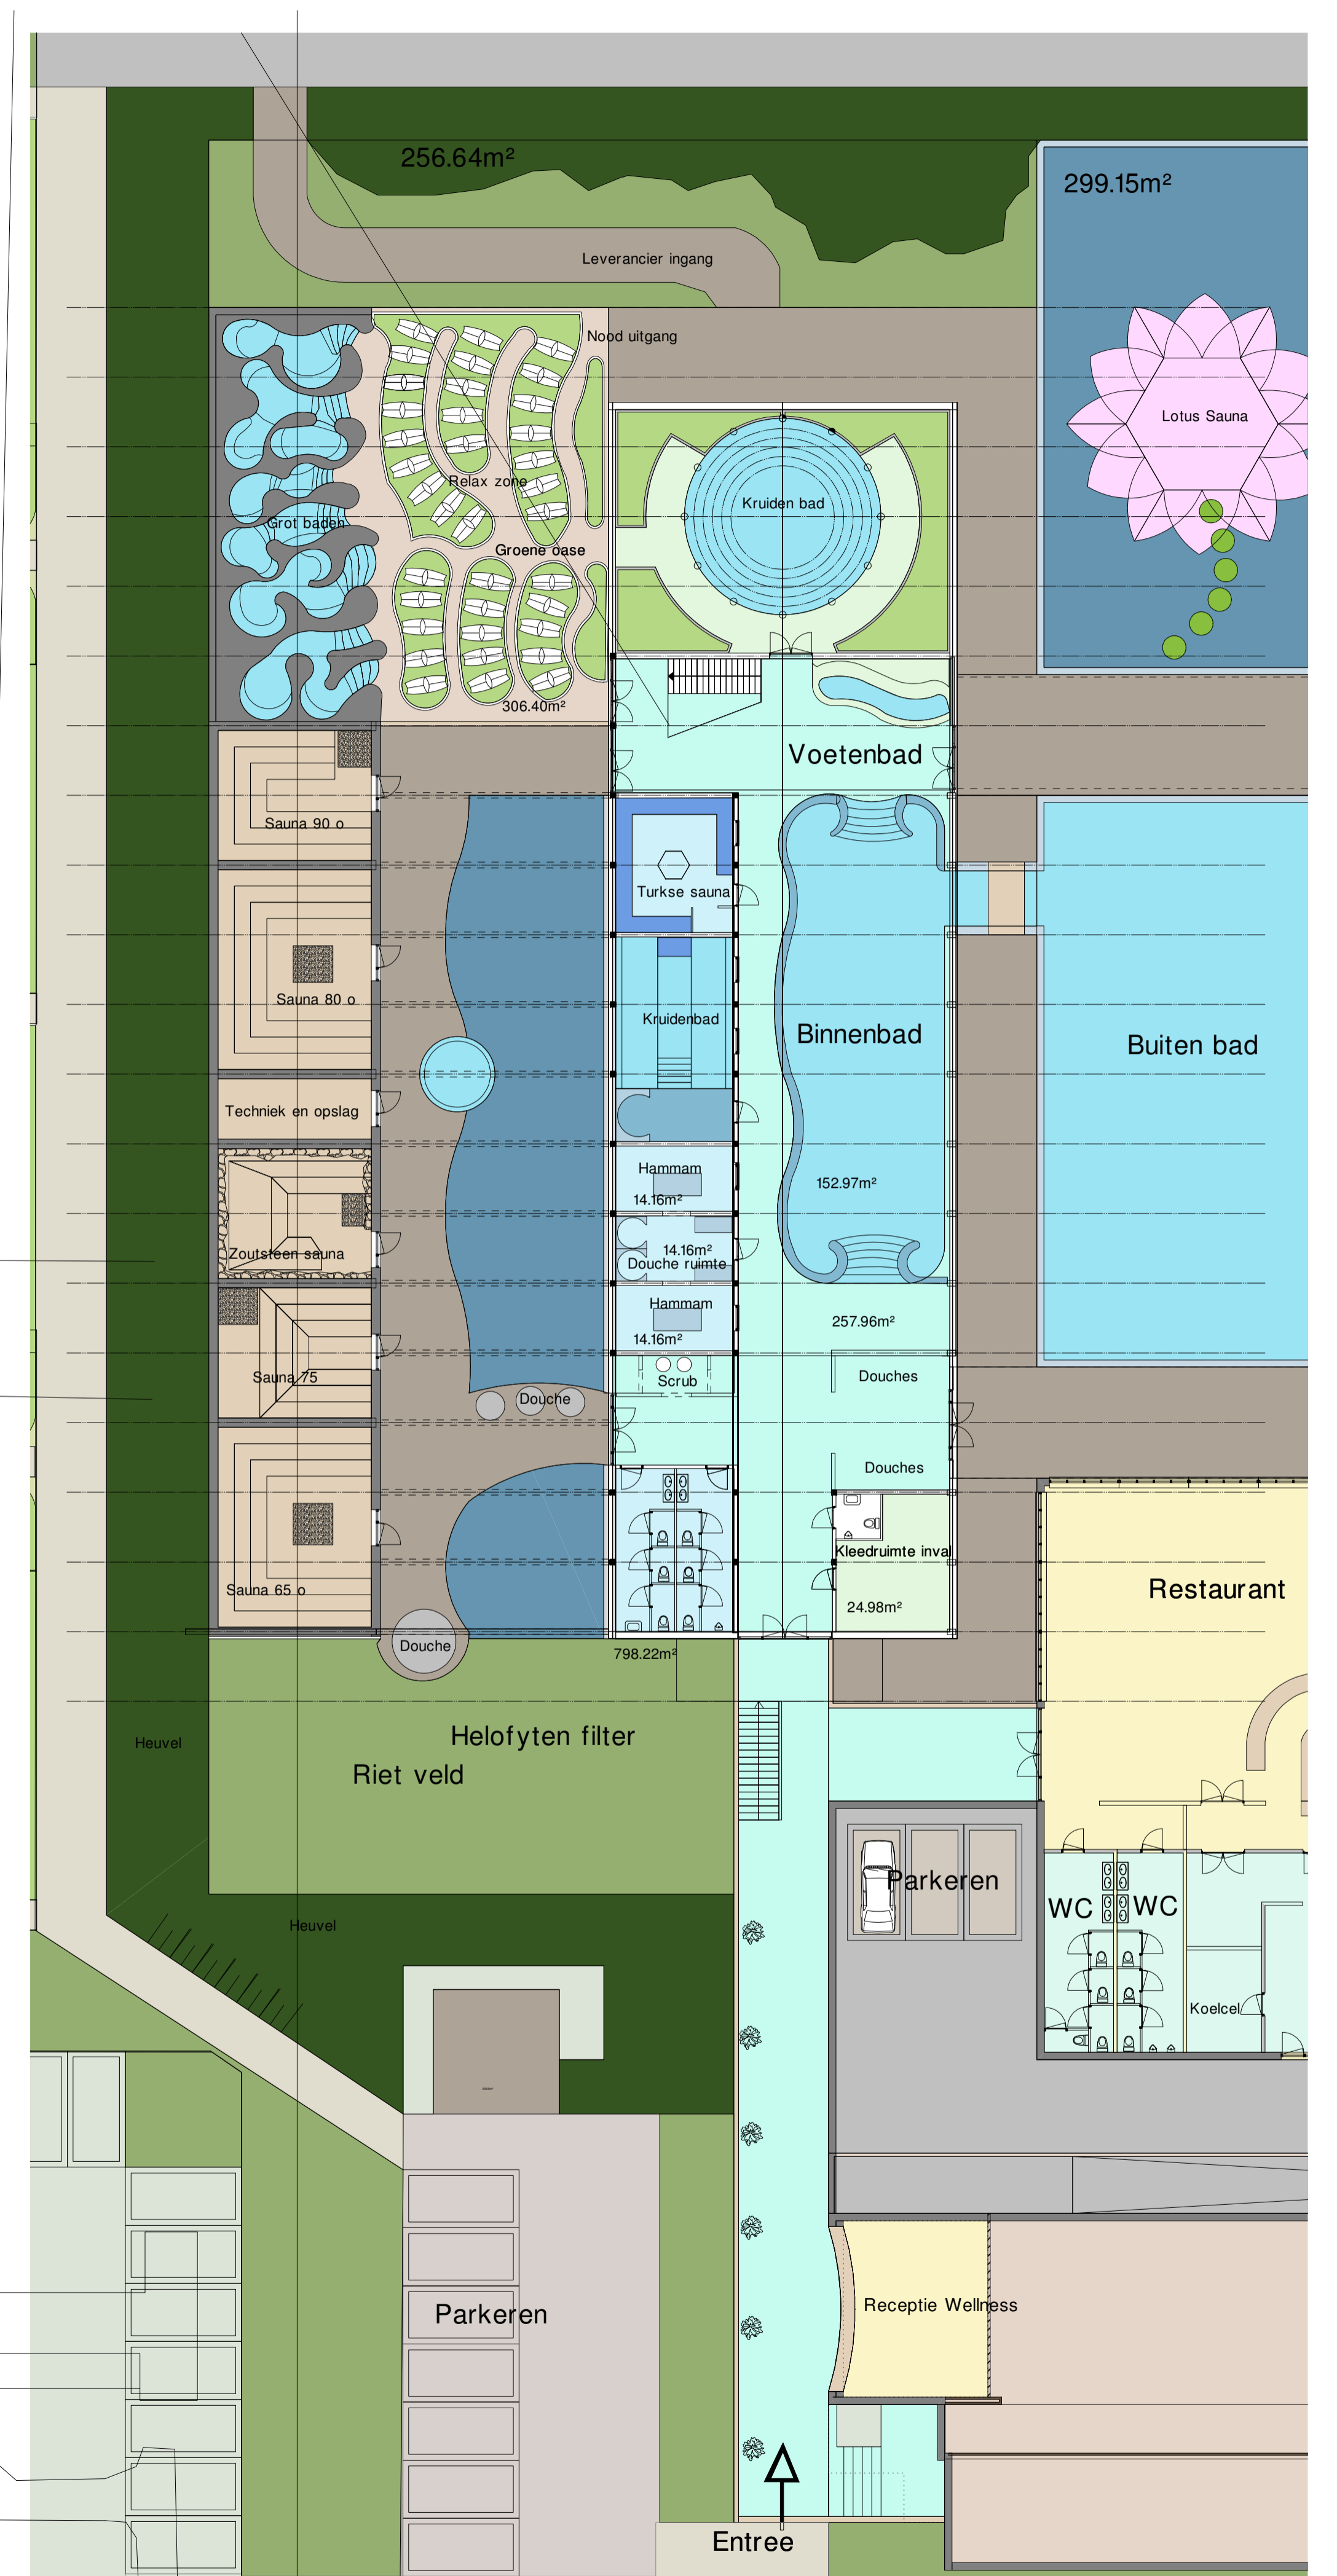 256.64m²
299.15m²
Leverancier ingang
Nood uitgang
Lotus Sauna
Relax zone
Kruiden bad
Grot baden
Groene oase
306.40m²
Voetenbad
Sauna 90 o
Turkse sauna
Sauna 80 o
Kruidenbad
Binnenbad
Buiten bad
Techniek en opslag
Hammam
14.16m²
152.97m²
Zoutsteen sauna
14.16m²
Douche ruimte
Hammam
14.16m²
257.96m²
Sauna 75
Scrub
Douches
Douche
Douches
Kleedruimte inval
24.98m²
Sauna 65 o
Restaurant
Douche
798.22m²
Heuvel
Helofyten filter
Riet veld
Parkeren
WC
WC
Heuvel
Koelcel
Receptie Wellness
Parkeren
Entree